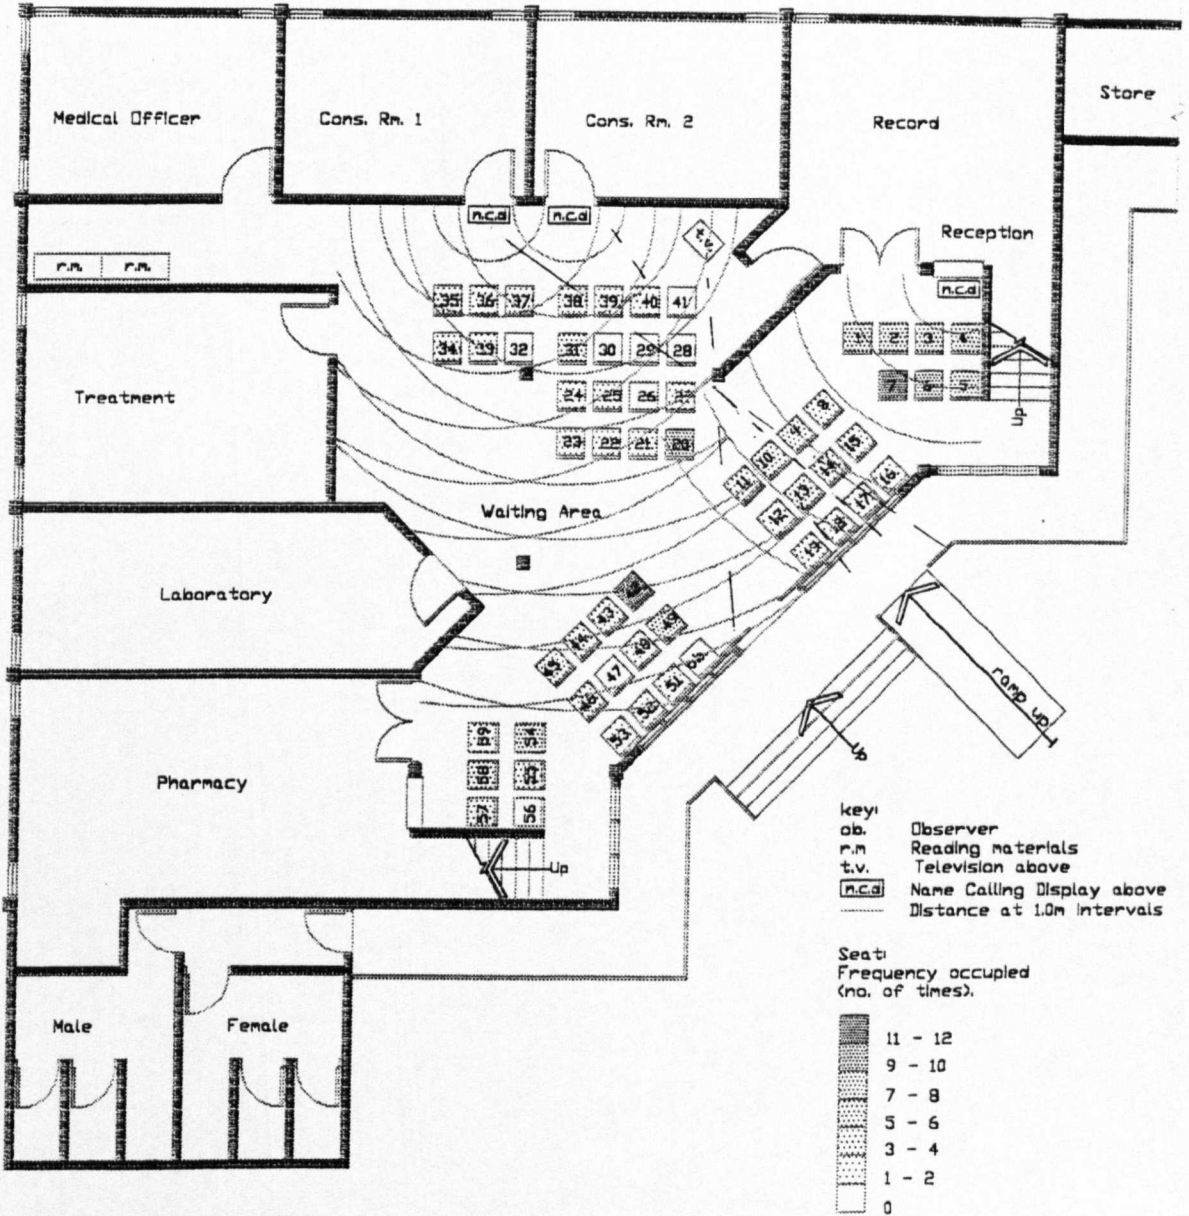 Medical Officer
Cons. Rm. 1
Cons. Rm. 2
Record
Store
n.c.d
n.c.d
t.v.
Reception
r.m.
r.m.
n.c.d
35 36 37 38 39 40 41
1 2 3 4
34 33 32 31 30 29 28
7 6 5
Treatment
24 25 26 27
8
9
10
11
15
14
13
12
16
17
18
19
Up
23 22 21 20
Waiting Area
Laboratory
43
44
45
49
48
47
46
51
52
53
ramp up
Up
59 54
58 55
57 56
Pharmacy
Up
key:
ob. Observer
r.m Reading materials
t.v. Television above
n.c.d Name Calling Display above
Distance at 1.0m intervals
Seat:
Frequency occupied
(no. of times).
11 - 12
9 - 10
7 - 8
5 - 6
3 - 4
1 - 2
0
Male
Female